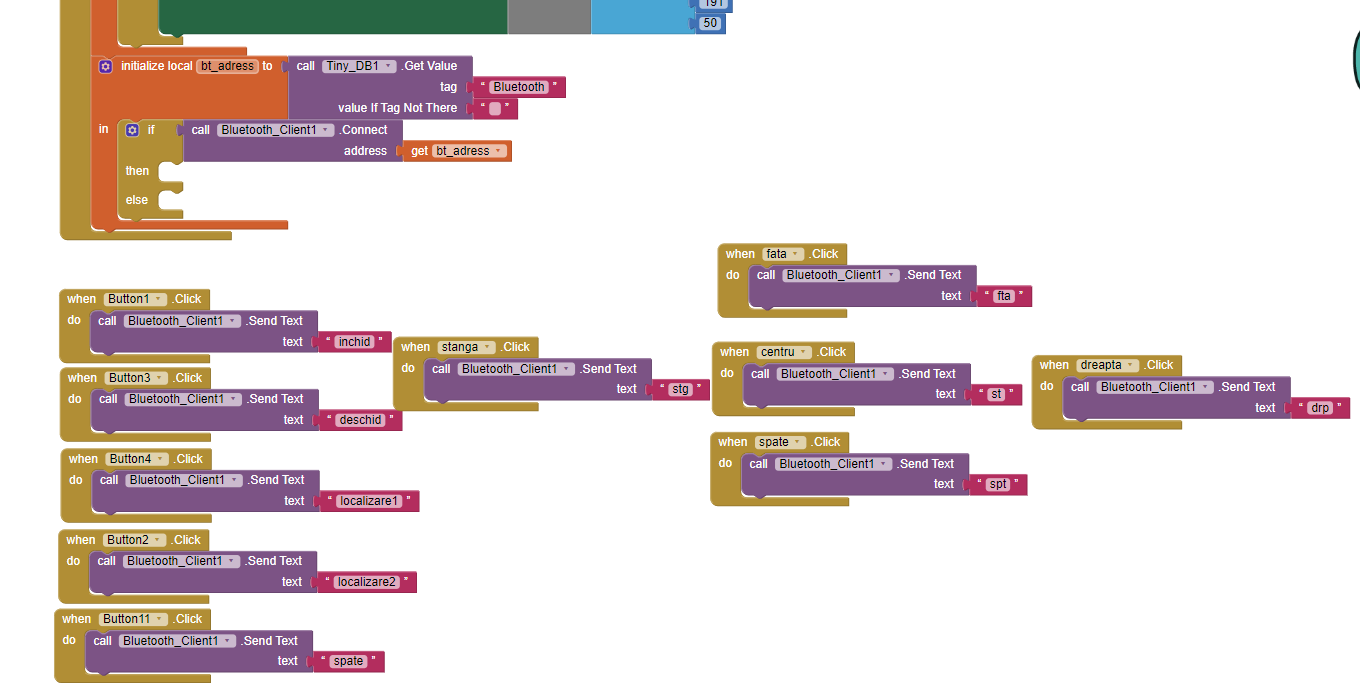 191
50
initialize local bt_adress to call Tiny_DB1 .Get Value
tag " Bluetooth "
value If Tag Not There " "
in if call Bluetooth_Client1 .Connect
address get bt_adress
then
else
when fata .Click
do call Bluetooth_Client1 .Send Text
text " fta "
when Button1 .Click
do call Bluetooth_Client1 .Send Text
text " inchid "
when stanga .Click
do call Bluetooth_Client1 .Send Text
text " stg "
when centru .Click
do call Bluetooth_Client1 .Send Text
text " st "
when dreapta .Click
do call Bluetooth_Client1 .Send Text
text " drp "
when Button3 .Click
do call Bluetooth_Client1 .Send Text
text " deschid "
when spate .Click
do call Bluetooth_Client1 .Send Text
text " spt "
when Button4 .Click
do call Bluetooth_Client1 .Send Text
text " localizare1 "
when Button2 .Click
do call Bluetooth_Client1 .Send Text
text " localizare2 "
when Button11 .Click
do call Bluetooth_Client1 .Send Text
text " spate "